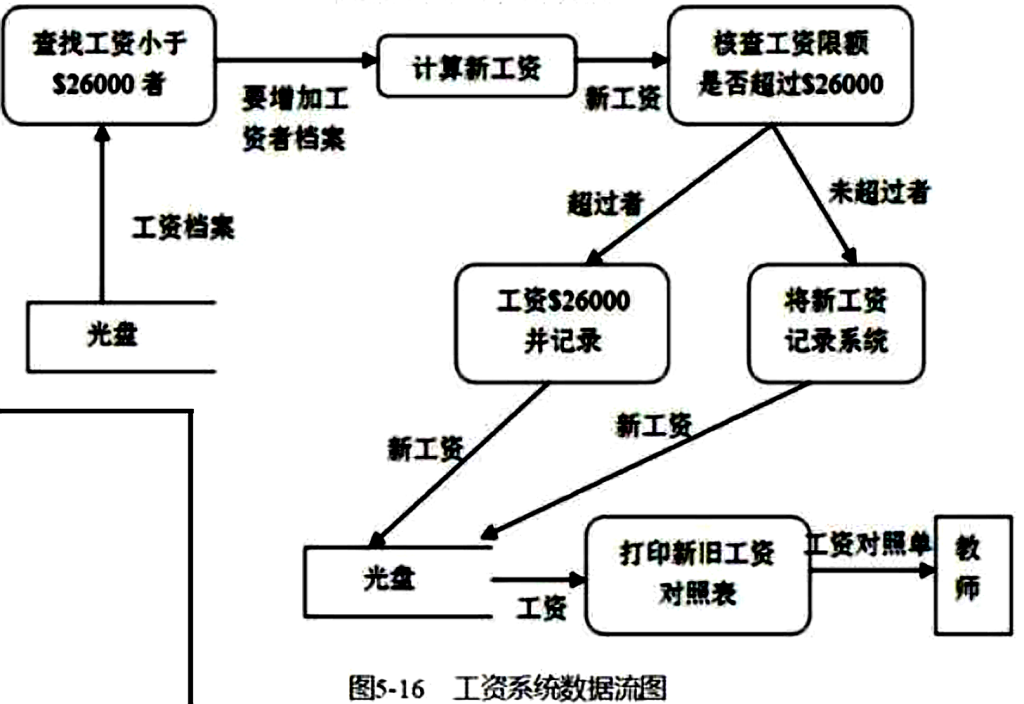 查找工资小于
$26000 者
要增加工
资者档案
计算新工资
新工资
核查工资限额
是否超过$26000
工资档案
超过者
未超过者
光盘
工资$26000
并记录
将新工资
记录系统
新工资
新工资
光盘
工资
打印新旧工资
对照表
工资对照单
教
师
图5-16 工资系统数据流图